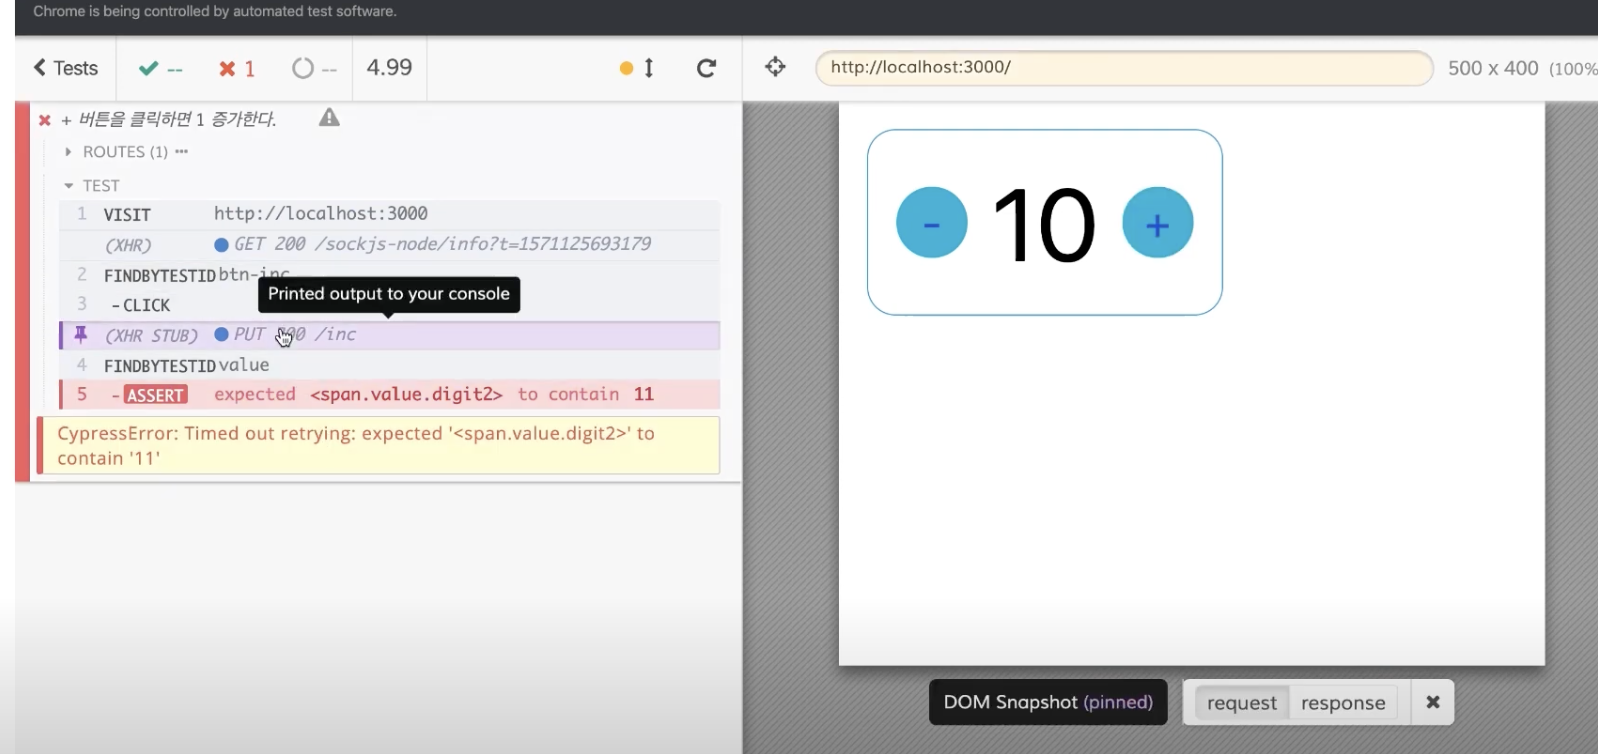 Chrome is being controlled by automated test software.
Tests -- 1 -- 4.99
http://localhost:3000/ 500 x 400 (100%
+ 버튼을 클릭하면 1 증가한다.
ROUTES (1)
TEST
1 VISIT http://localhost:3000
(XHR) GET 200 /sockjs-node/info?t=1571125693179
2 FINDBYTESTID btn-inc
Printed output to your console
3 -CLICK
(XHR STUB) PUT /inc
4 FINDBYTESTID value
5 -ASSERT expected <span.value.digit2> to contain 11
CypressError: Timed out retrying: expected '<span.value.digit2>' to
contain '11'
- 10 +
DOM Snapshot (pinned) request response